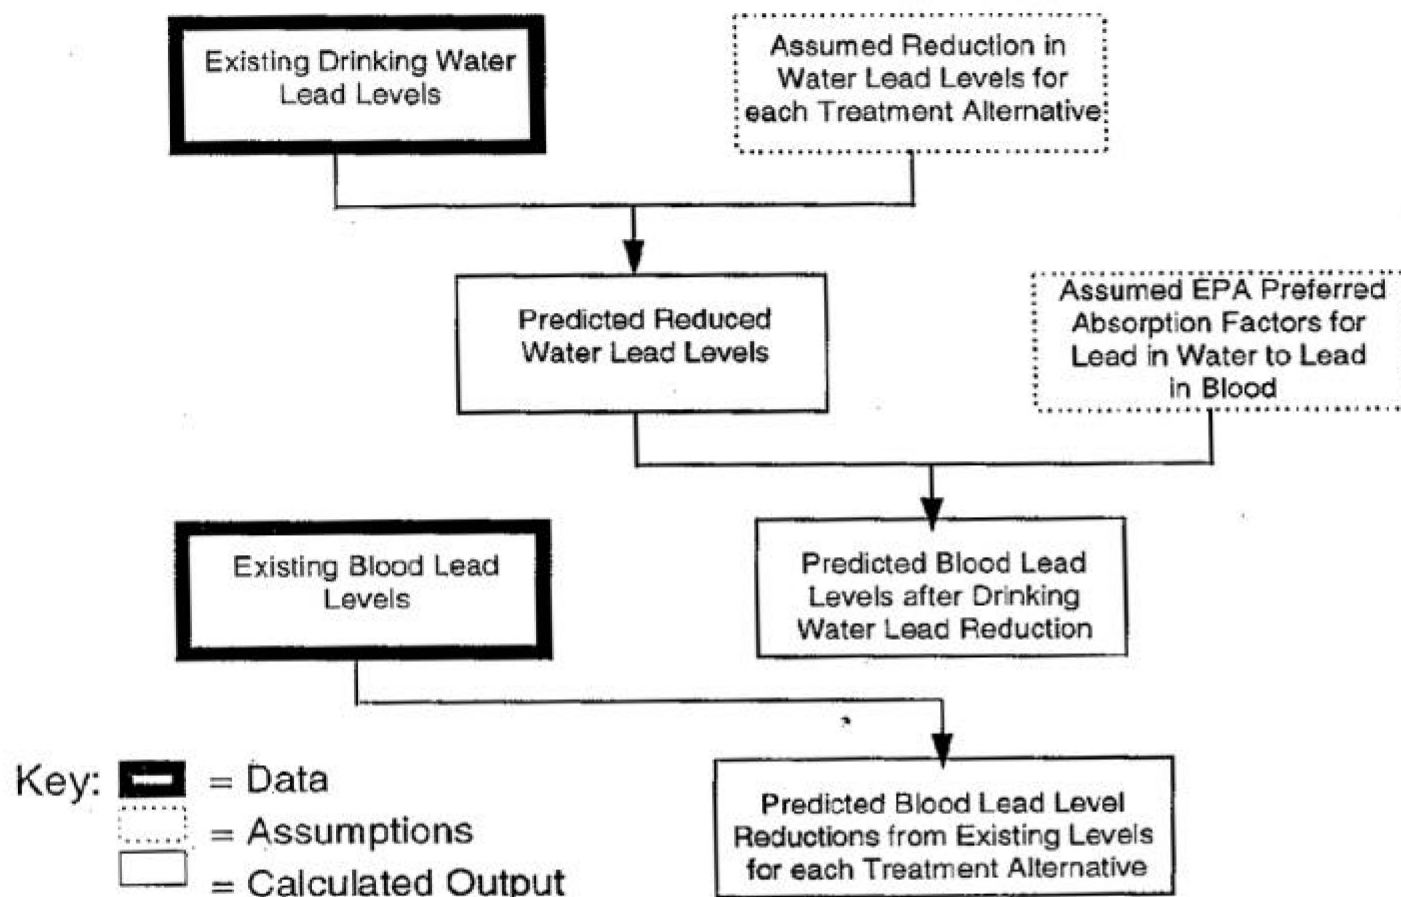 Existing Drinking Water
Lead Levels
Assumed Reduction in
Water Lead Levels for
each Treatment Alternative
Predicted Reduced
Water Lead Levels
Assumed EPA Preferred
Absorption Factors for
Lead in Water to Lead
in Blood
Existing Blood Lead
Levels
Predicted Blood Lead
Levels after Drinking
Water Lead Reduction
Predicted Blood Lead Level
Reductions from Existing Levels
for each Treatment Alternative
Key:
= Data
= Assumptions
= Calculated Output